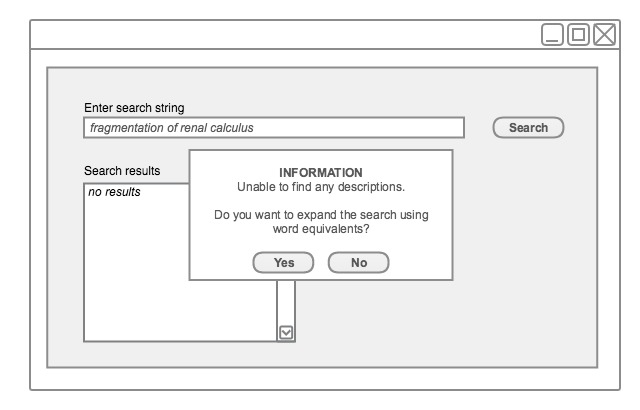 Enter search string
fragmentation of renal calculus
Search
Search results
no results
INFORMATION
Unable to find any descriptions.
Do you want to expand the search using
word equivalents?
Yes
No